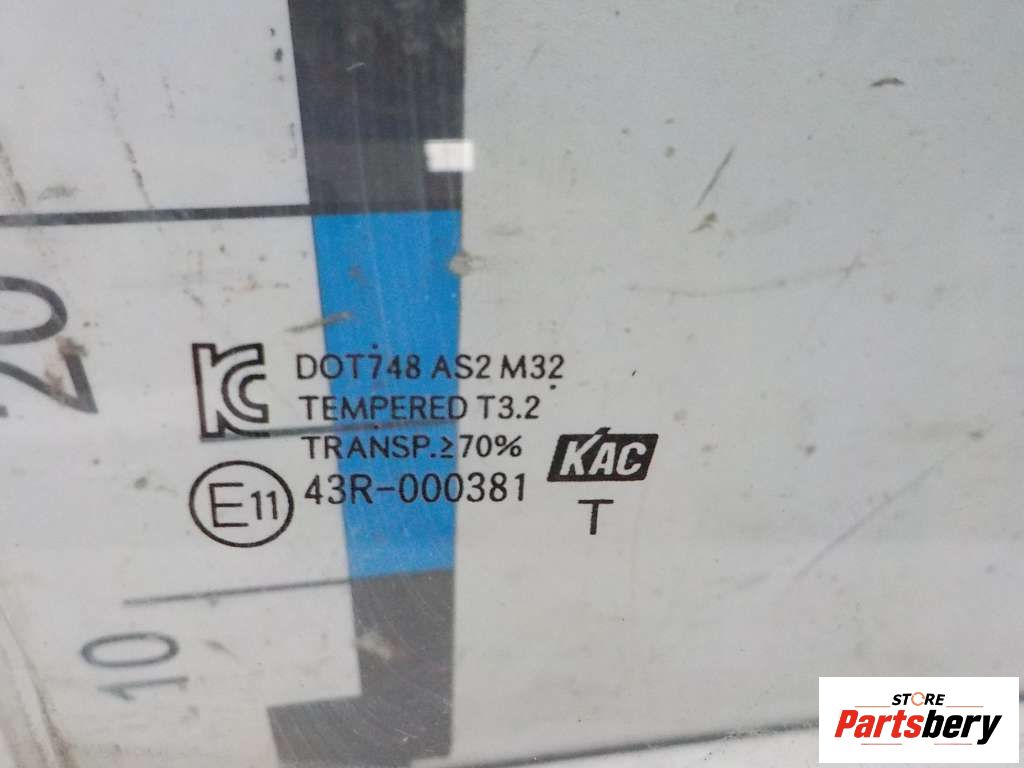 20
KC
DOT748 AS2 M32
TEMPERED T3.2
TRANSP.≥70%
E11 43R-000381
KAC
T
10
STORE
Partsbery